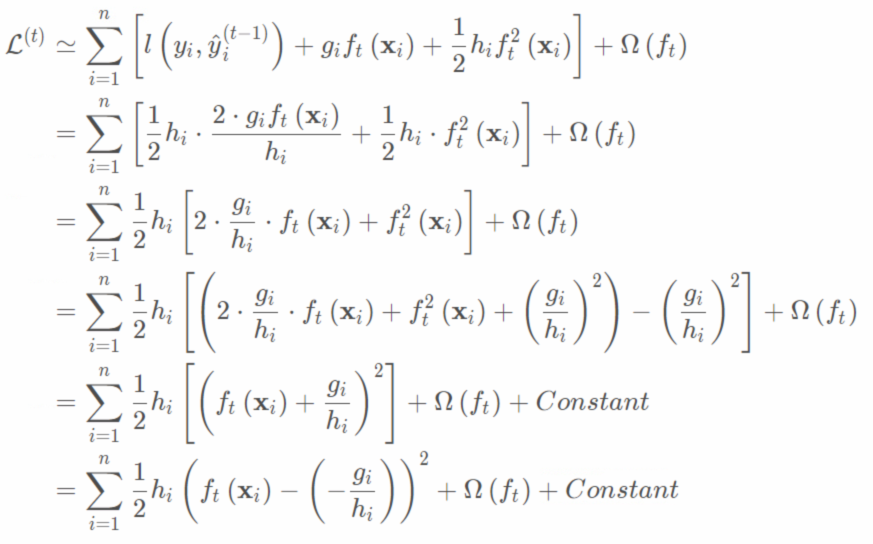 \mathcal{L}^{(t)} \simeq \sum_{i=1}^{n} \left[ l\left(y_i, \hat{y}_i^{(t-1)}\right) + g_i f_t\left(\mathbf{x}_i\right) + \frac{1}{2} h_i f_t^2\left(\mathbf{x}_i\right) \right] + \Omega\left(f_t\right)
= \sum_{i=1}^{n} \left[ \frac{1}{2} h_i \cdot \frac{2 \cdot g_i f_t\left(\mathbf{x}_i\right)}{h_i} + \frac{1}{2} h_i \cdot f_t^2\left(\mathbf{x}_i\right) \right] + \Omega\left(f_t\right)
= \sum_{i=1}^{n} \frac{1}{2} h_i \left[ 2 \cdot \frac{g_i}{h_i} \cdot f_t\left(\mathbf{x}_i\right) + f_t^2\left(\mathbf{x}_i\right) \right] + \Omega\left(f_t\right)
= \sum_{i=1}^{n} \frac{1}{2} h_i \left[ \left( 2 \cdot \frac{g_i}{h_i} \cdot f_t\left(\mathbf{x}_i\right) + f_t^2\left(\mathbf{x}_i\right) + \left(\frac{g_i}{h_i}\right)^2 \right) - \left(\frac{g_i}{h_i}\right)^2 \right] + \Omega\left(f_t\right)
= \sum_{i=1}^{n} \frac{1}{2} h_i \left[ \left( f_t\left(\mathbf{x}_i\right) + \frac{g_i}{h_i} \right)^2 \right] + \Omega\left(f_t\right) + Constant
= \sum_{i=1}^{n} \frac{1}{2} h_i \left( f_t\left(\mathbf{x}_i\right) - \left( -\frac{g_i}{h_i} \right) \right)^2 + \Omega\left(f_t\right) + Constant